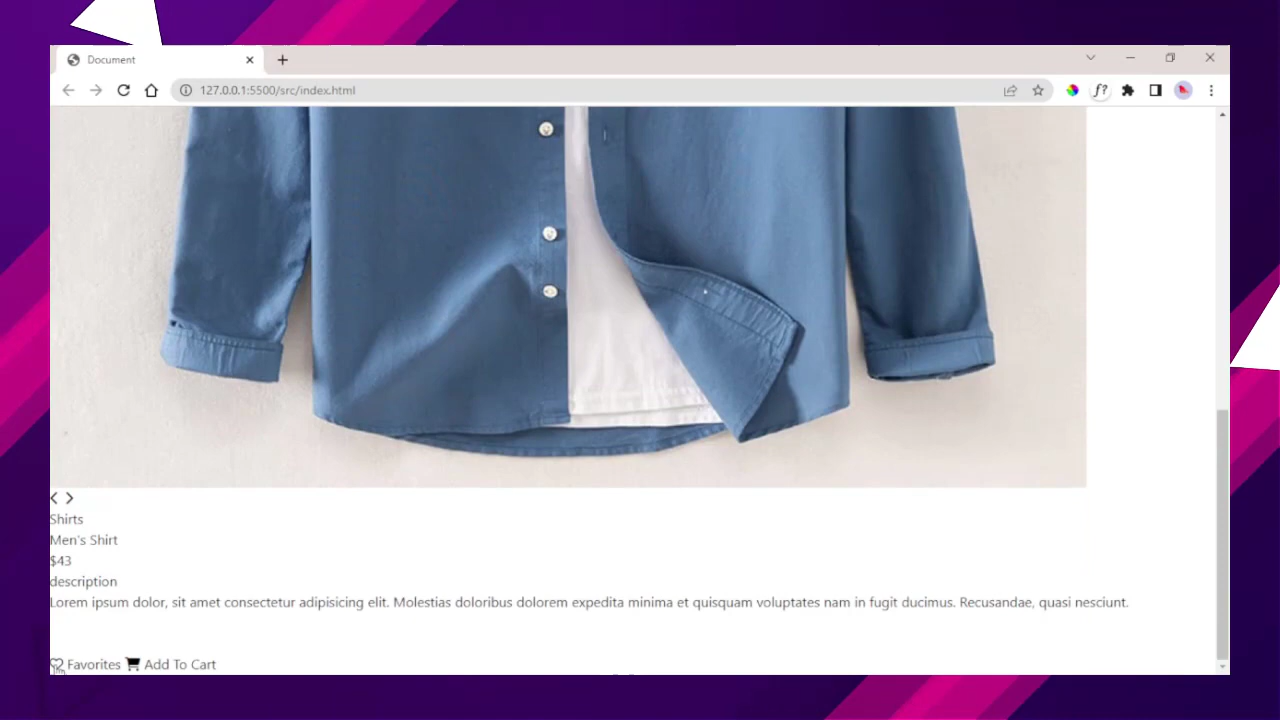 Document
127.0.0.1:5500/src/index.html
f?
Shirts
Men's Shirt
$43
description
Lorem ipsum dolor, sit amet consectetur adipisicing elit. Molestias doloribus dolorem expedita minima et quisquam voluptates nam in fugit ducimus. Recusandae, quasi nesciunt.
Favorites Add To Cart